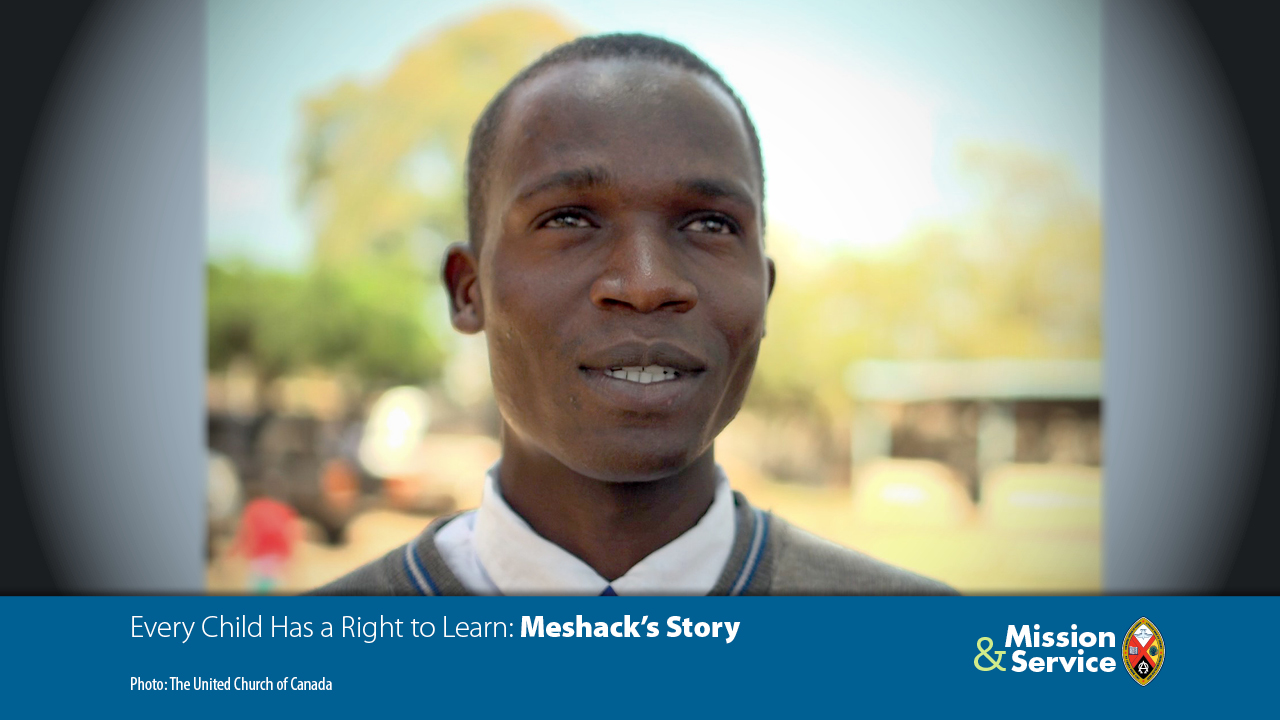 Every Child Has a Right to Learn: Meshack's Story
Photo: The United Church of Canada
Mission
& Service